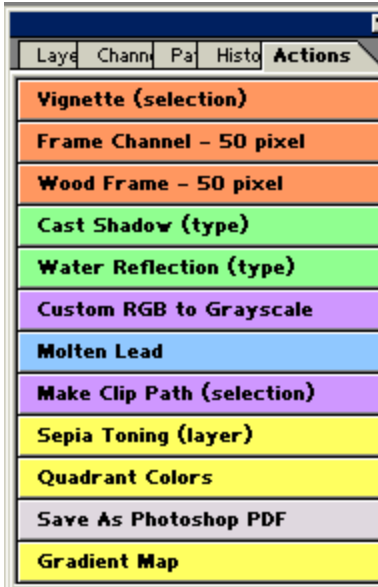 Laye Chann Pat Histo Actions
Vignette (selection)
Frame Channel - 50 pixel
Wood Frame - 50 pixel
Cast Shadow (type)
Water Reflection (type)
Custom RGB to Grayscale
Molten Lead
Make Clip Path (selection)
Sepia Toning (layer)
Quadrant Colors
Save As Photoshop PDF
Gradient Map